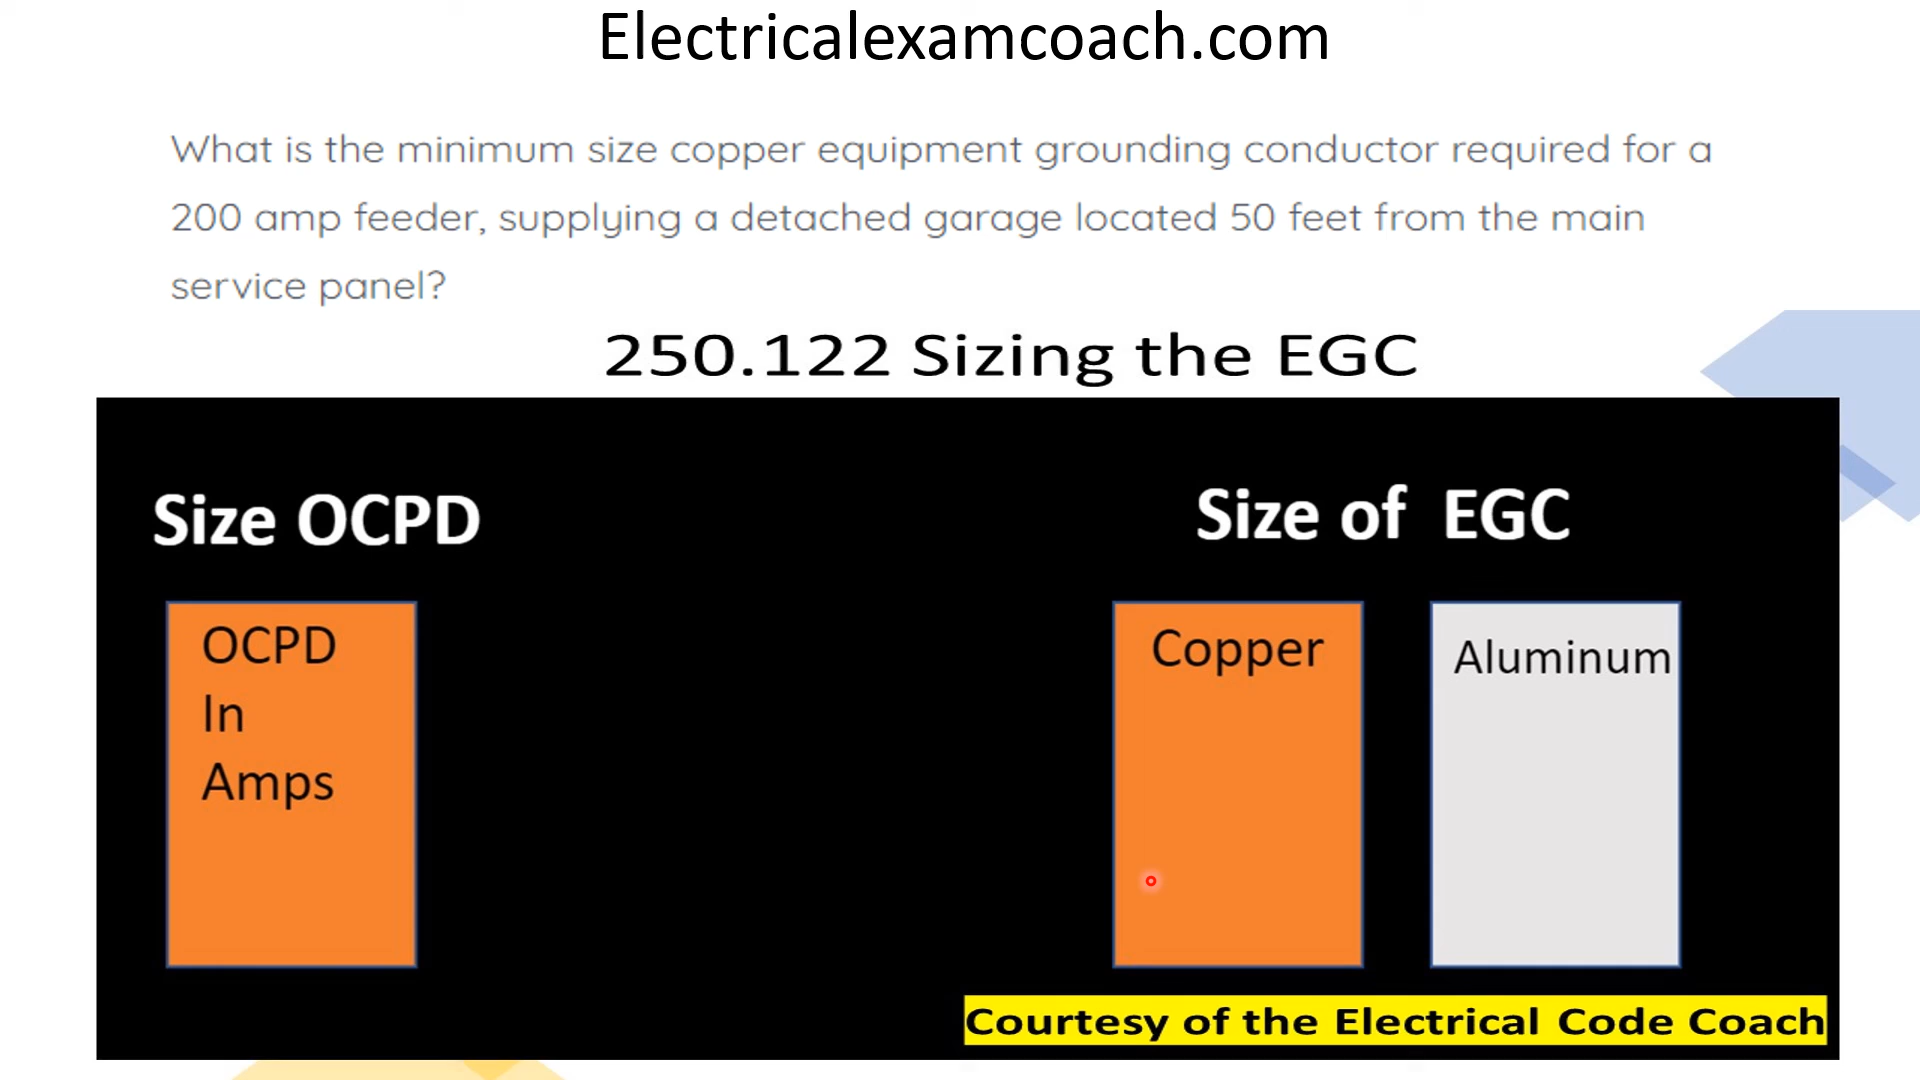 Electricalexamcoach.com
What is the minimum size copper equipment grounding conductor required for a
200 amp feeder, supplying a detached garage located 50 feet from the main
service panel?
250.122 Sizing the EGC
Size OCPD
Size of EGC
OCPD
In
Amps
Copper
Aluminum
Courtesy of the Electrical Code Coach